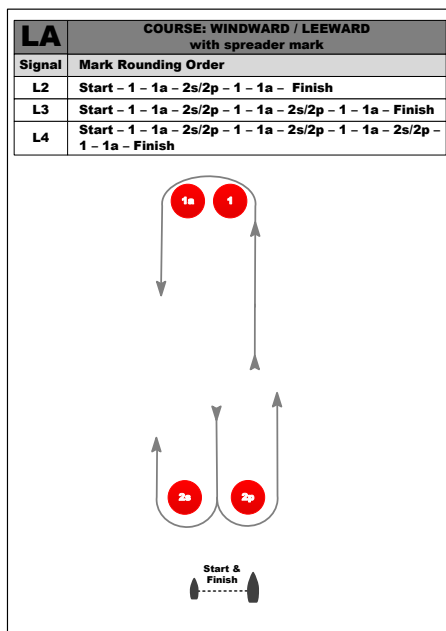 LA
COURSE: WINDWARD / LEEWARD
with spreader mark
Signal Mark Rounding Order
L2 Start – 1 – 1a – 2s/2p – 1 – 1a – Finish
L3 Start – 1 – 1a – 2s/2p – 1 – 1a – 2s/2p – 1 – 1a – Finish
L4 Start – 1 – 1a – 2s/2p – 1 – 1a – 2s/2p – 1 – 1a – 2s/2p –
1 – 1a – Finish
1a 1
2s 2p
Start &
Finish